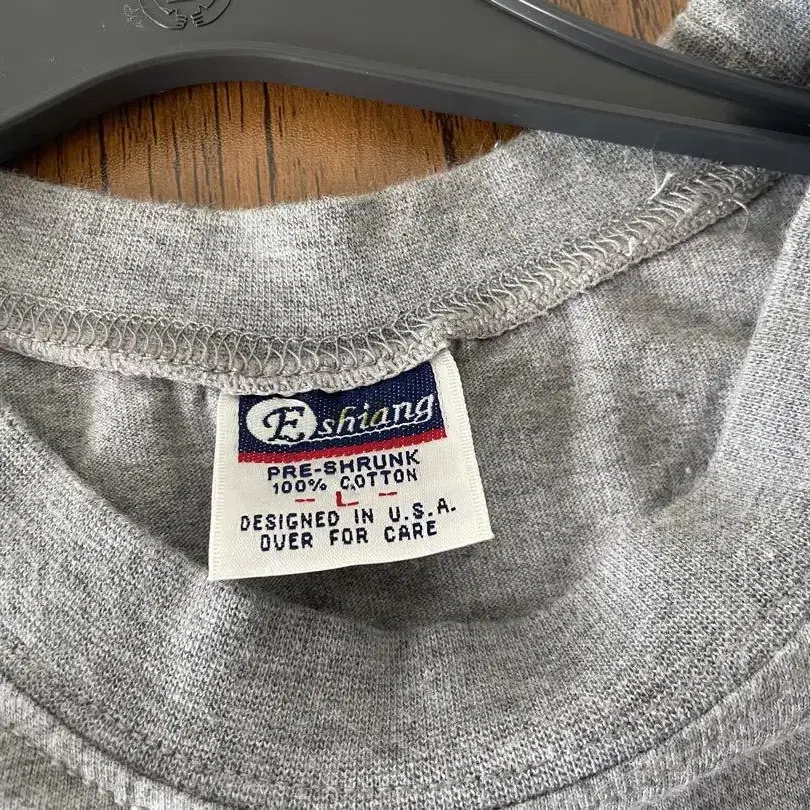 Eshiang
PRE-SHRUNK
100% COTTON
- L -
DESIGNED IN U.S.A.
OVER FOR CARE